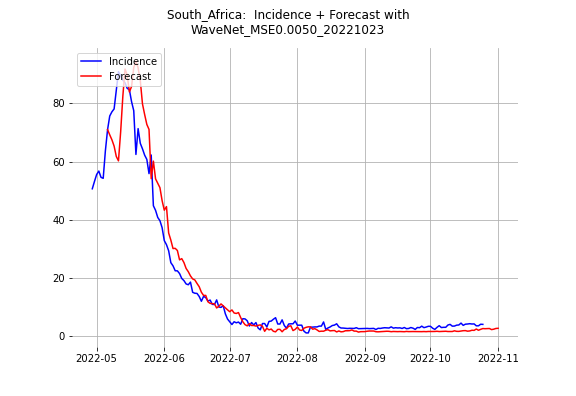 South_Africa:  Incidence + Forecast with
WaveNet_MSE0.0050_20221023
Incidence
Forecast
80
60
40
20
0
2022-05 2022-06 2022-07 2022-08 2022-09 2022-10 2022-11